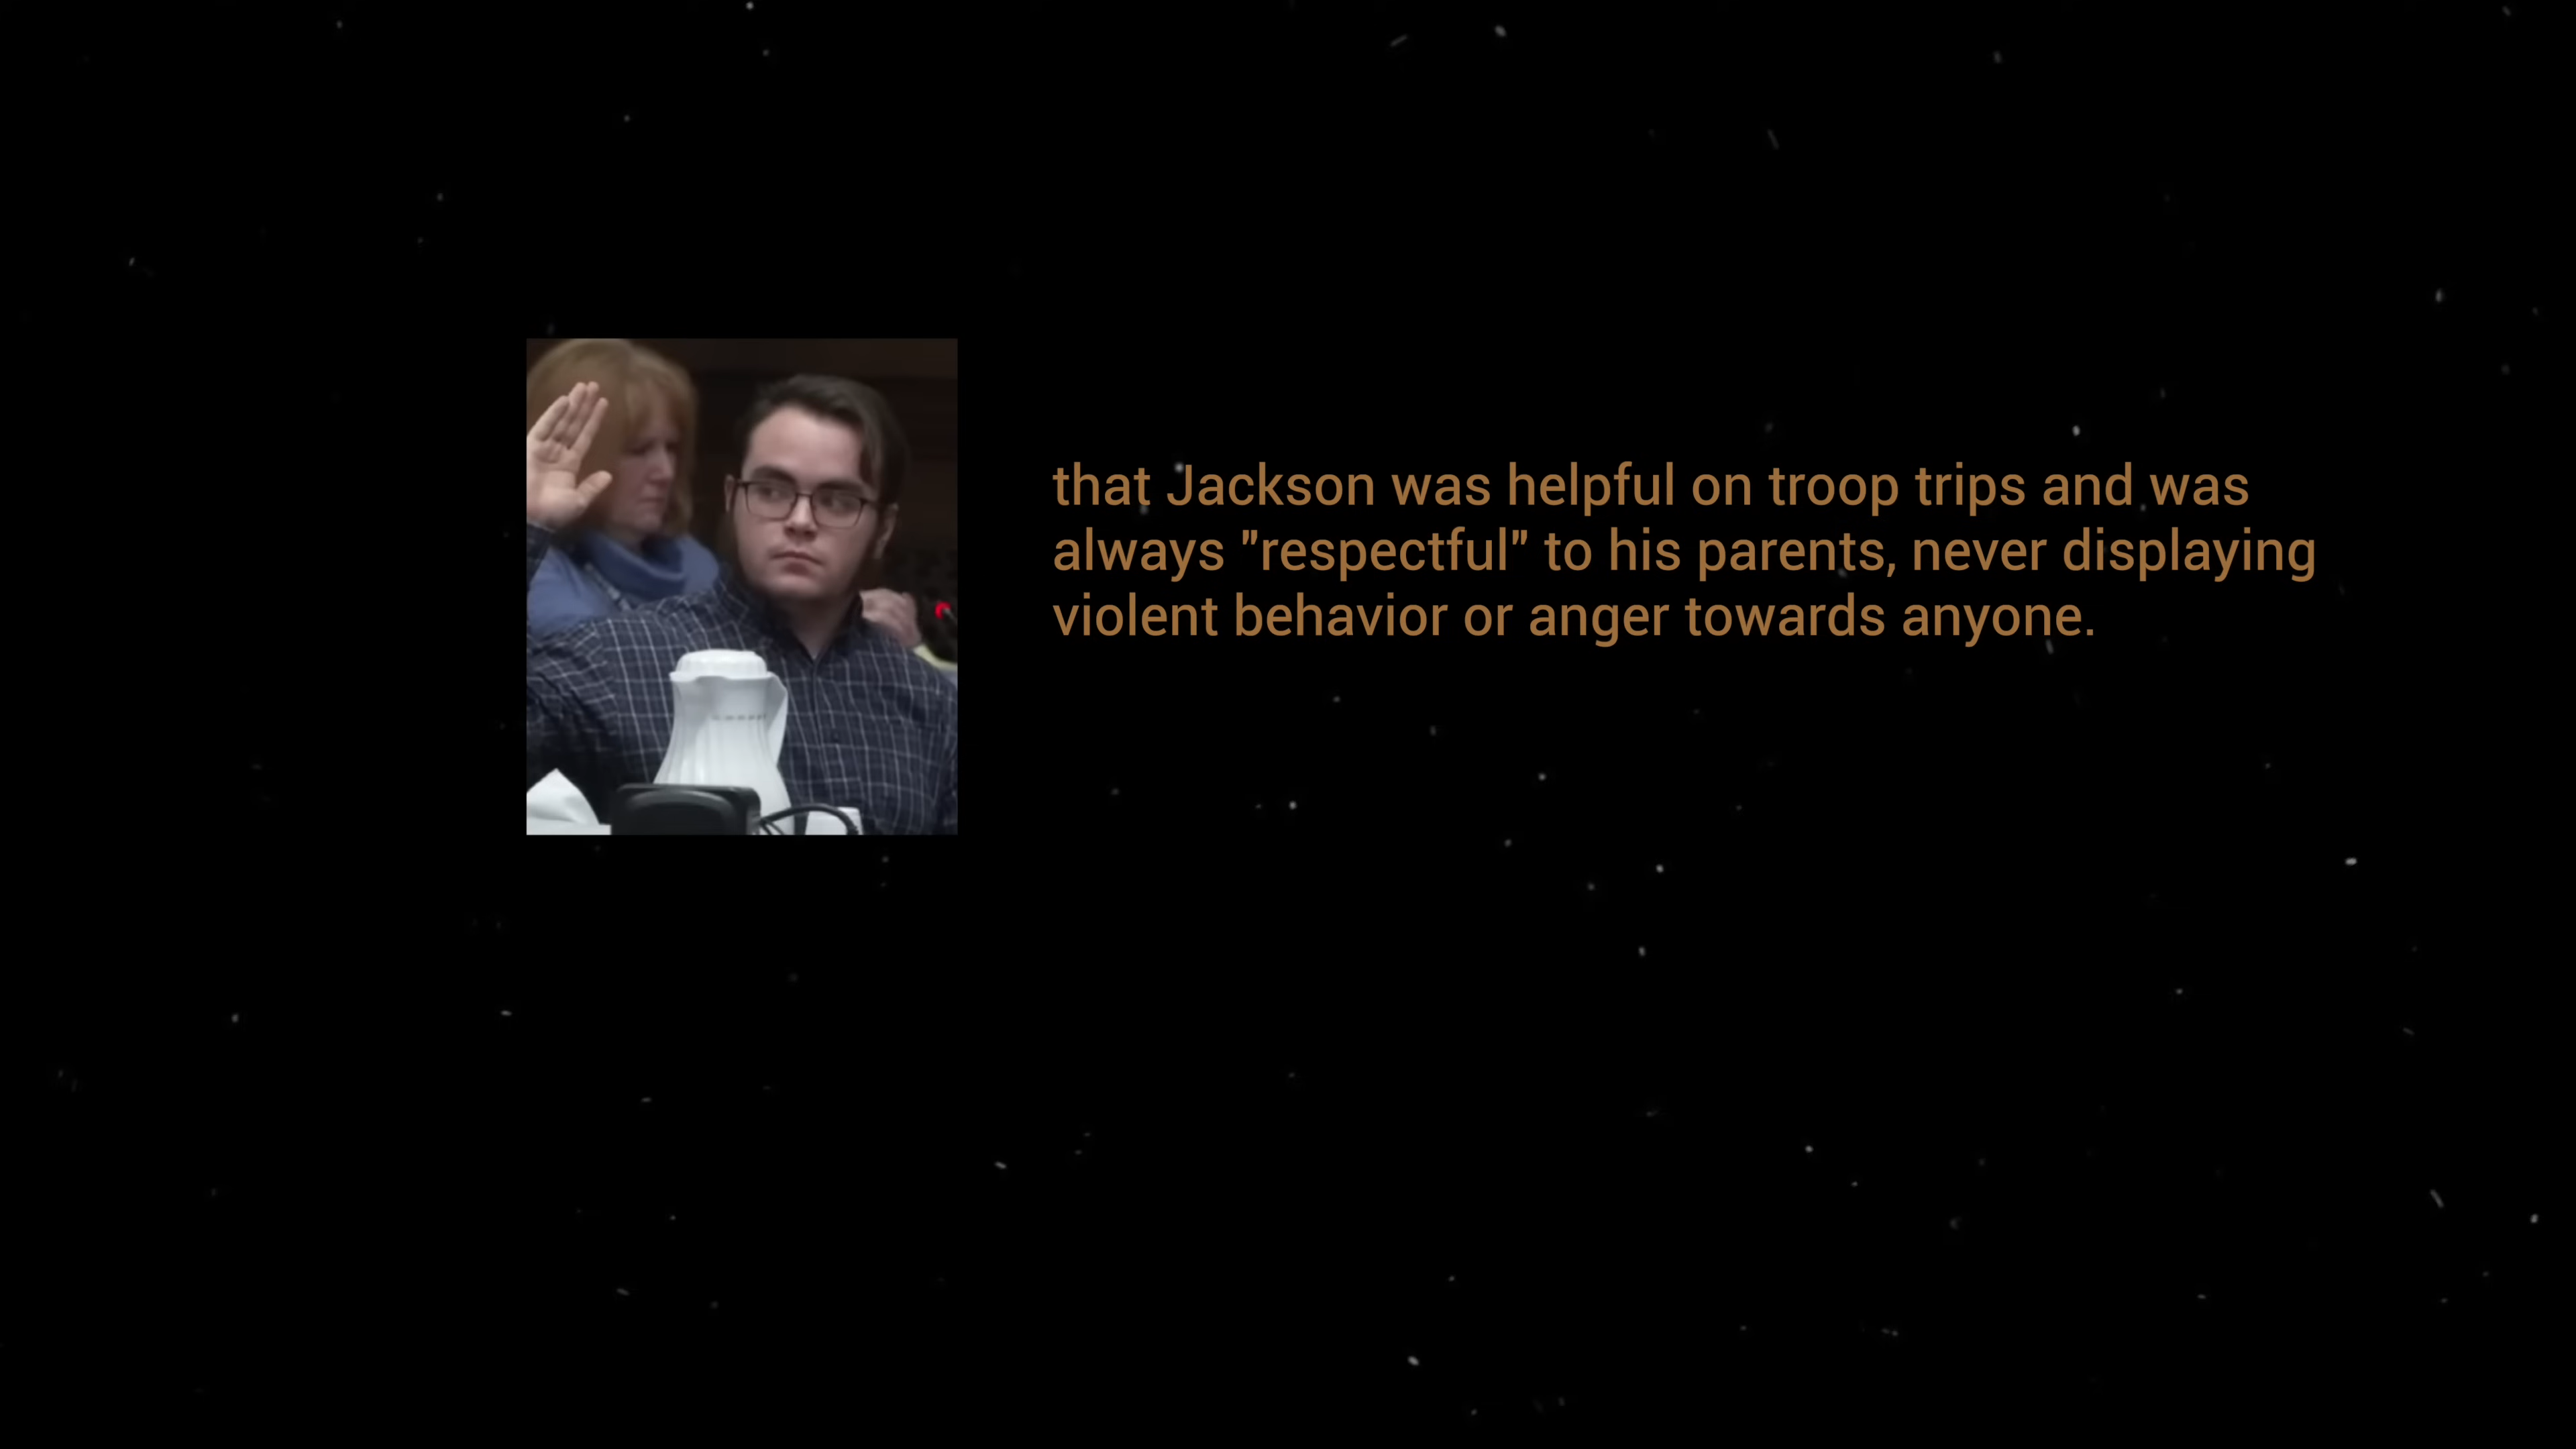 that Jackson was helpful on troop trips and was
always "respectful" to his parents, never displaying
violent behavior or anger towards anyone.